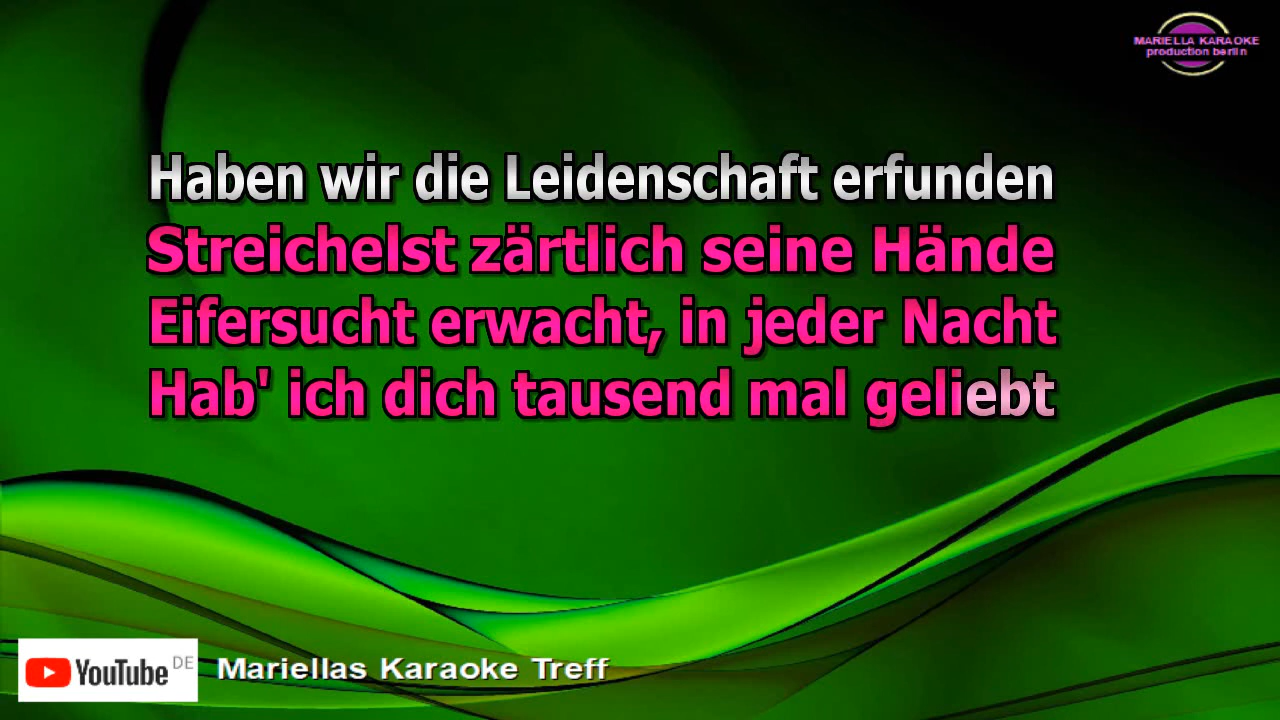 MARIELLA KARAOKE
production berlin
Haben wir die Leidenschaft erfunden
Streichelst zärtlich seine Hände
Eifersucht erwacht, in jeder Nacht
Hab' ich dich tausend mal geliebt
YouTube DE
Mariellas Karaoke Treff